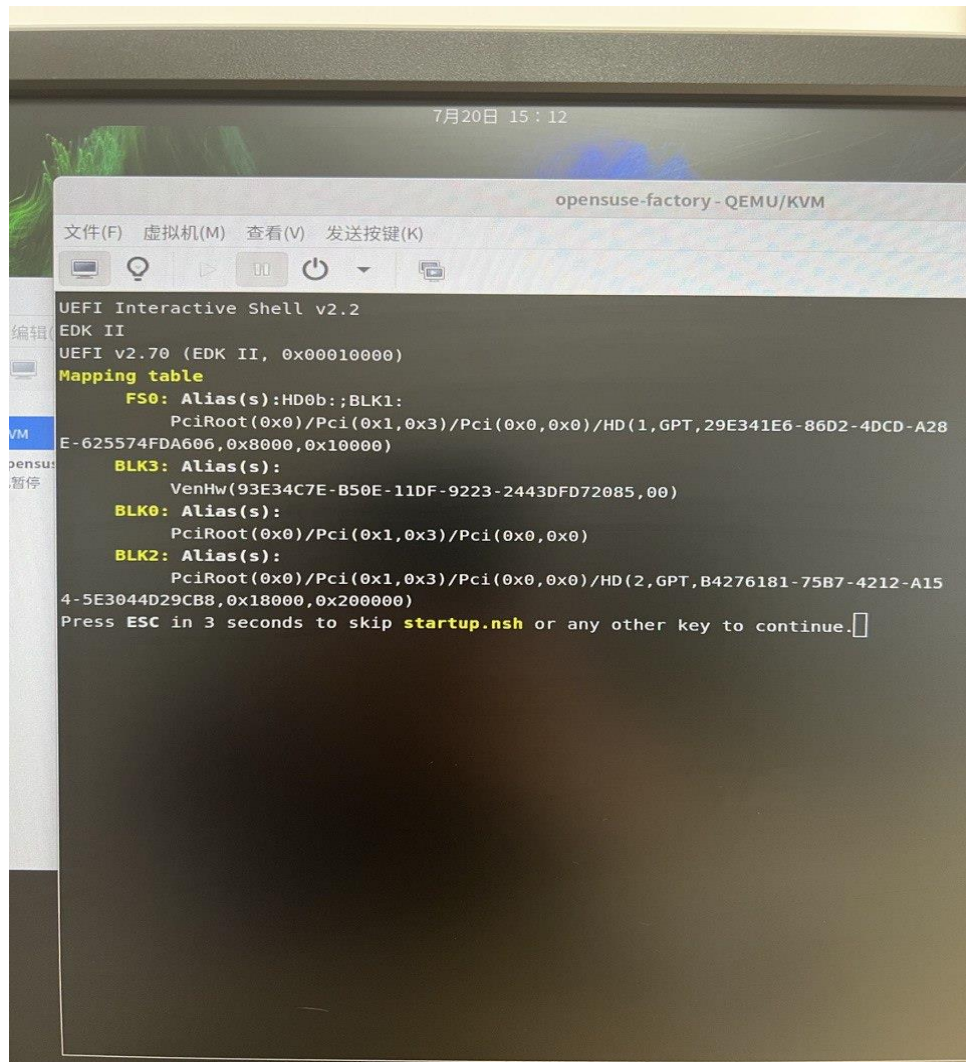 7月20日 15:12
opensuse-factory - QEMU/KVM
文件(F) 虚拟机(M) 查看(V) 发送按键(K)
编辑(
VM
pensus
暂停
UEFI Interactive Shell v2.2
EDK II
UEFI v2.70 (EDK II, 0x00010000)
Mapping table
FS0: Alias(s):HD0b:;BLK1:
PciRoot(0x0)/Pci(0x1,0x3)/Pci(0x0,0x0)/HD(1,GPT,29E341E6-86D2-4DCD-A28
E-625574FDA606,0x8000,0x10000)
BLK3: Alias(s):
VenHw(93E34C7E-B50E-11DF-9223-2443DFD72085,00)
BLK0: Alias(s):
PciRoot(0x0)/Pci(0x1,0x3)/Pci(0x0,0x0)
BLK2: Alias(s):
PciRoot(0x0)/Pci(0x1,0x3)/Pci(0x0,0x0)/HD(2,GPT,B4276181-75B7-4212-A15
4-5E3044D29CB8,0x18000,0x200000)
Press ESC in 3 seconds to skip startup.nsh or any other key to continue.